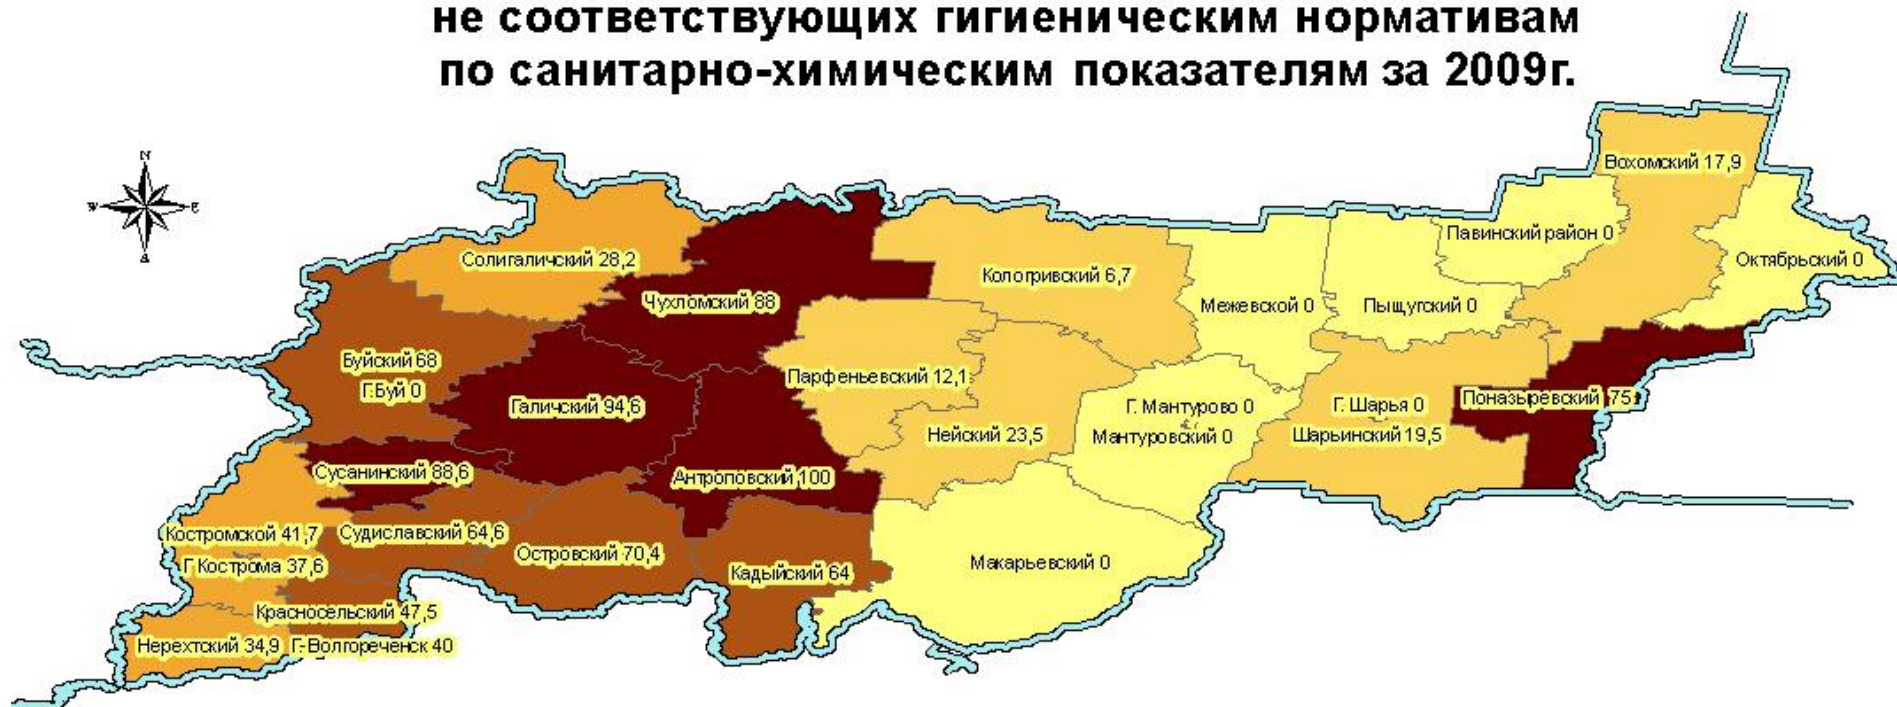 не соответствующих гигиеническим нормативам
по санитарно-химическим показателям за 2009г.
N
W
E
Вохомский 17,9
Павинский район 0
Солигаличский 28,2
Октябрьский 0
Кологривский 6,7
Чухломский 88
Межевской 0
Пыщугский 0
Буйский 68
Г.Буй 0
Парфеньевский 12,1
Галичский 94,6
Г. Мантурово 0
Г. Шарья 0
Поназыревский 75
Нейский 23,5
Мантуровский 0
Шарьинский 19,5
Сусанинский 88,6
Антроповский 100
Костромской 41,7
Судиславский 64,6
Островский 70,4
Г Кострома 37,6
Кадыйский 64
Макарьевский 0
Красносельский 47,5
Нерехтский 34,9
Г- Волгореченск 40